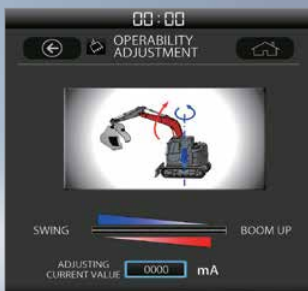 00:00
OPERABILITY
ADJUSTMENT
SWING
BOOM UP
ADJUSTING
CURRENT VALUE
0000 mA